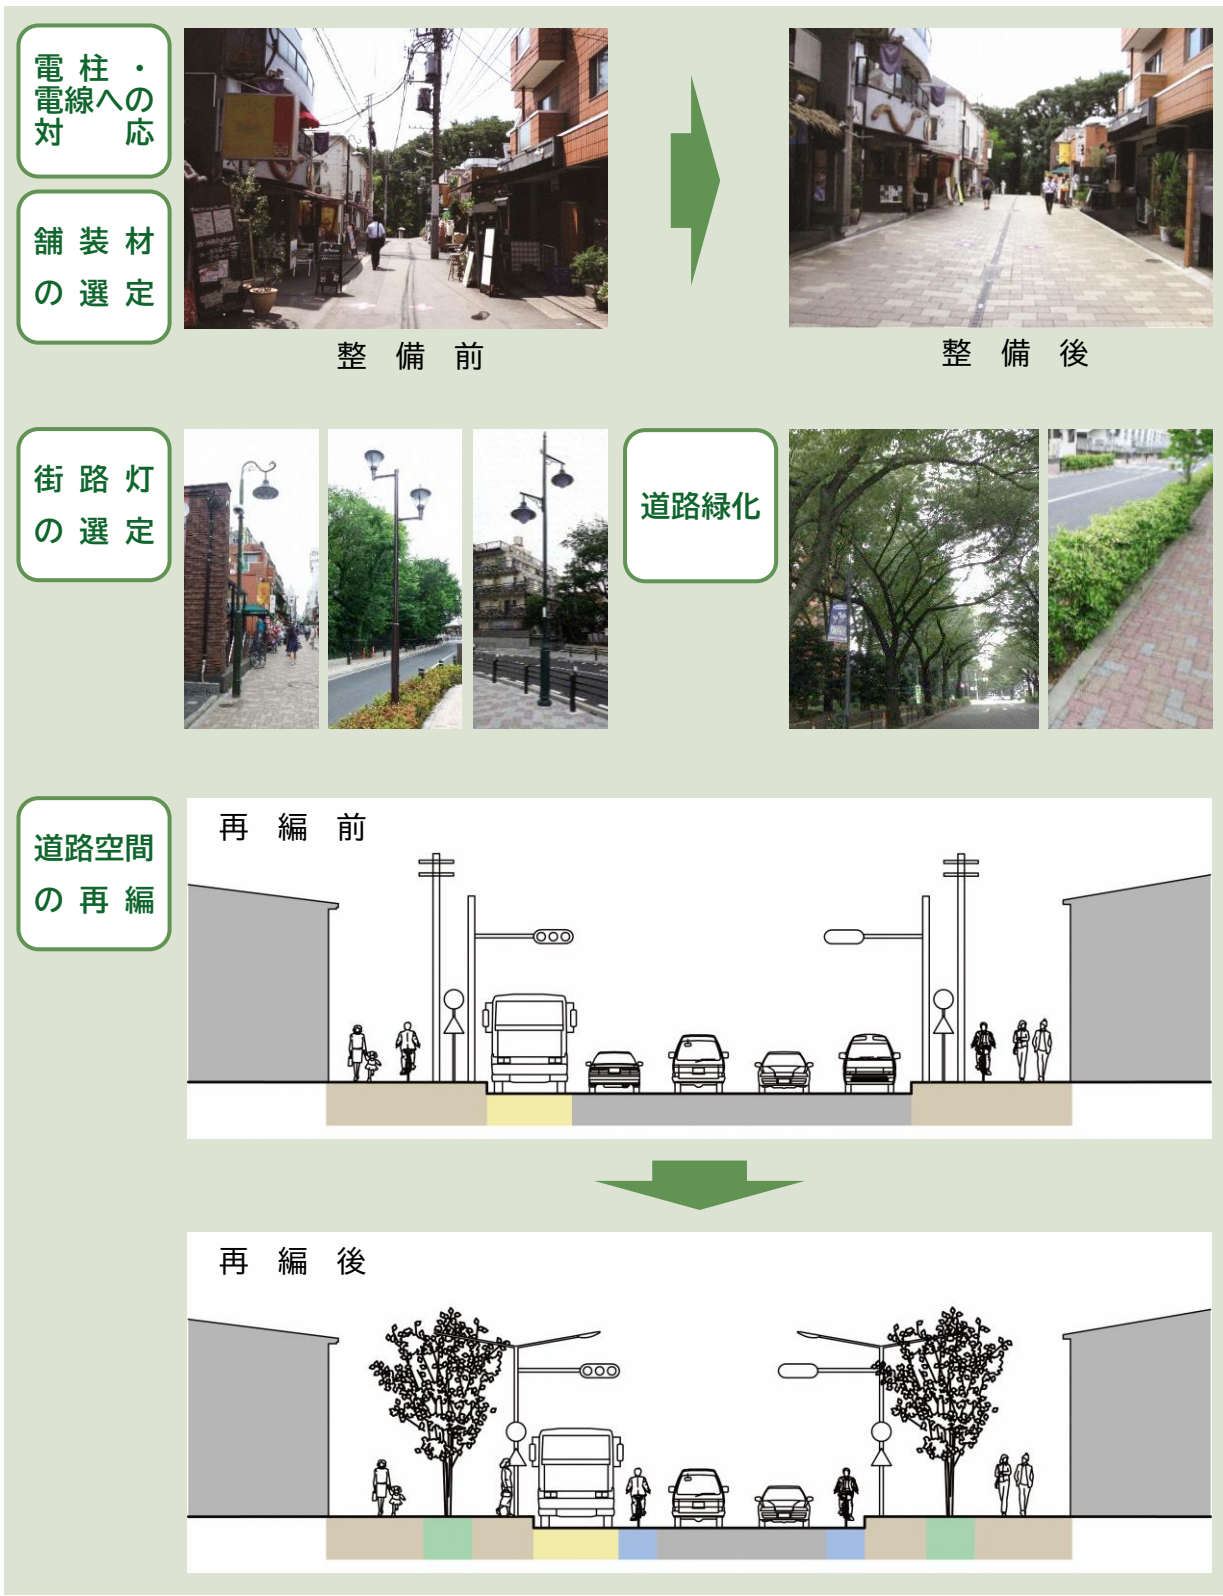 電柱・
電線への
対応
舗装材
の選定
整備前
整備後
街路灯
の選定
道路緑化
道路空間
の再編
再編前
再編後